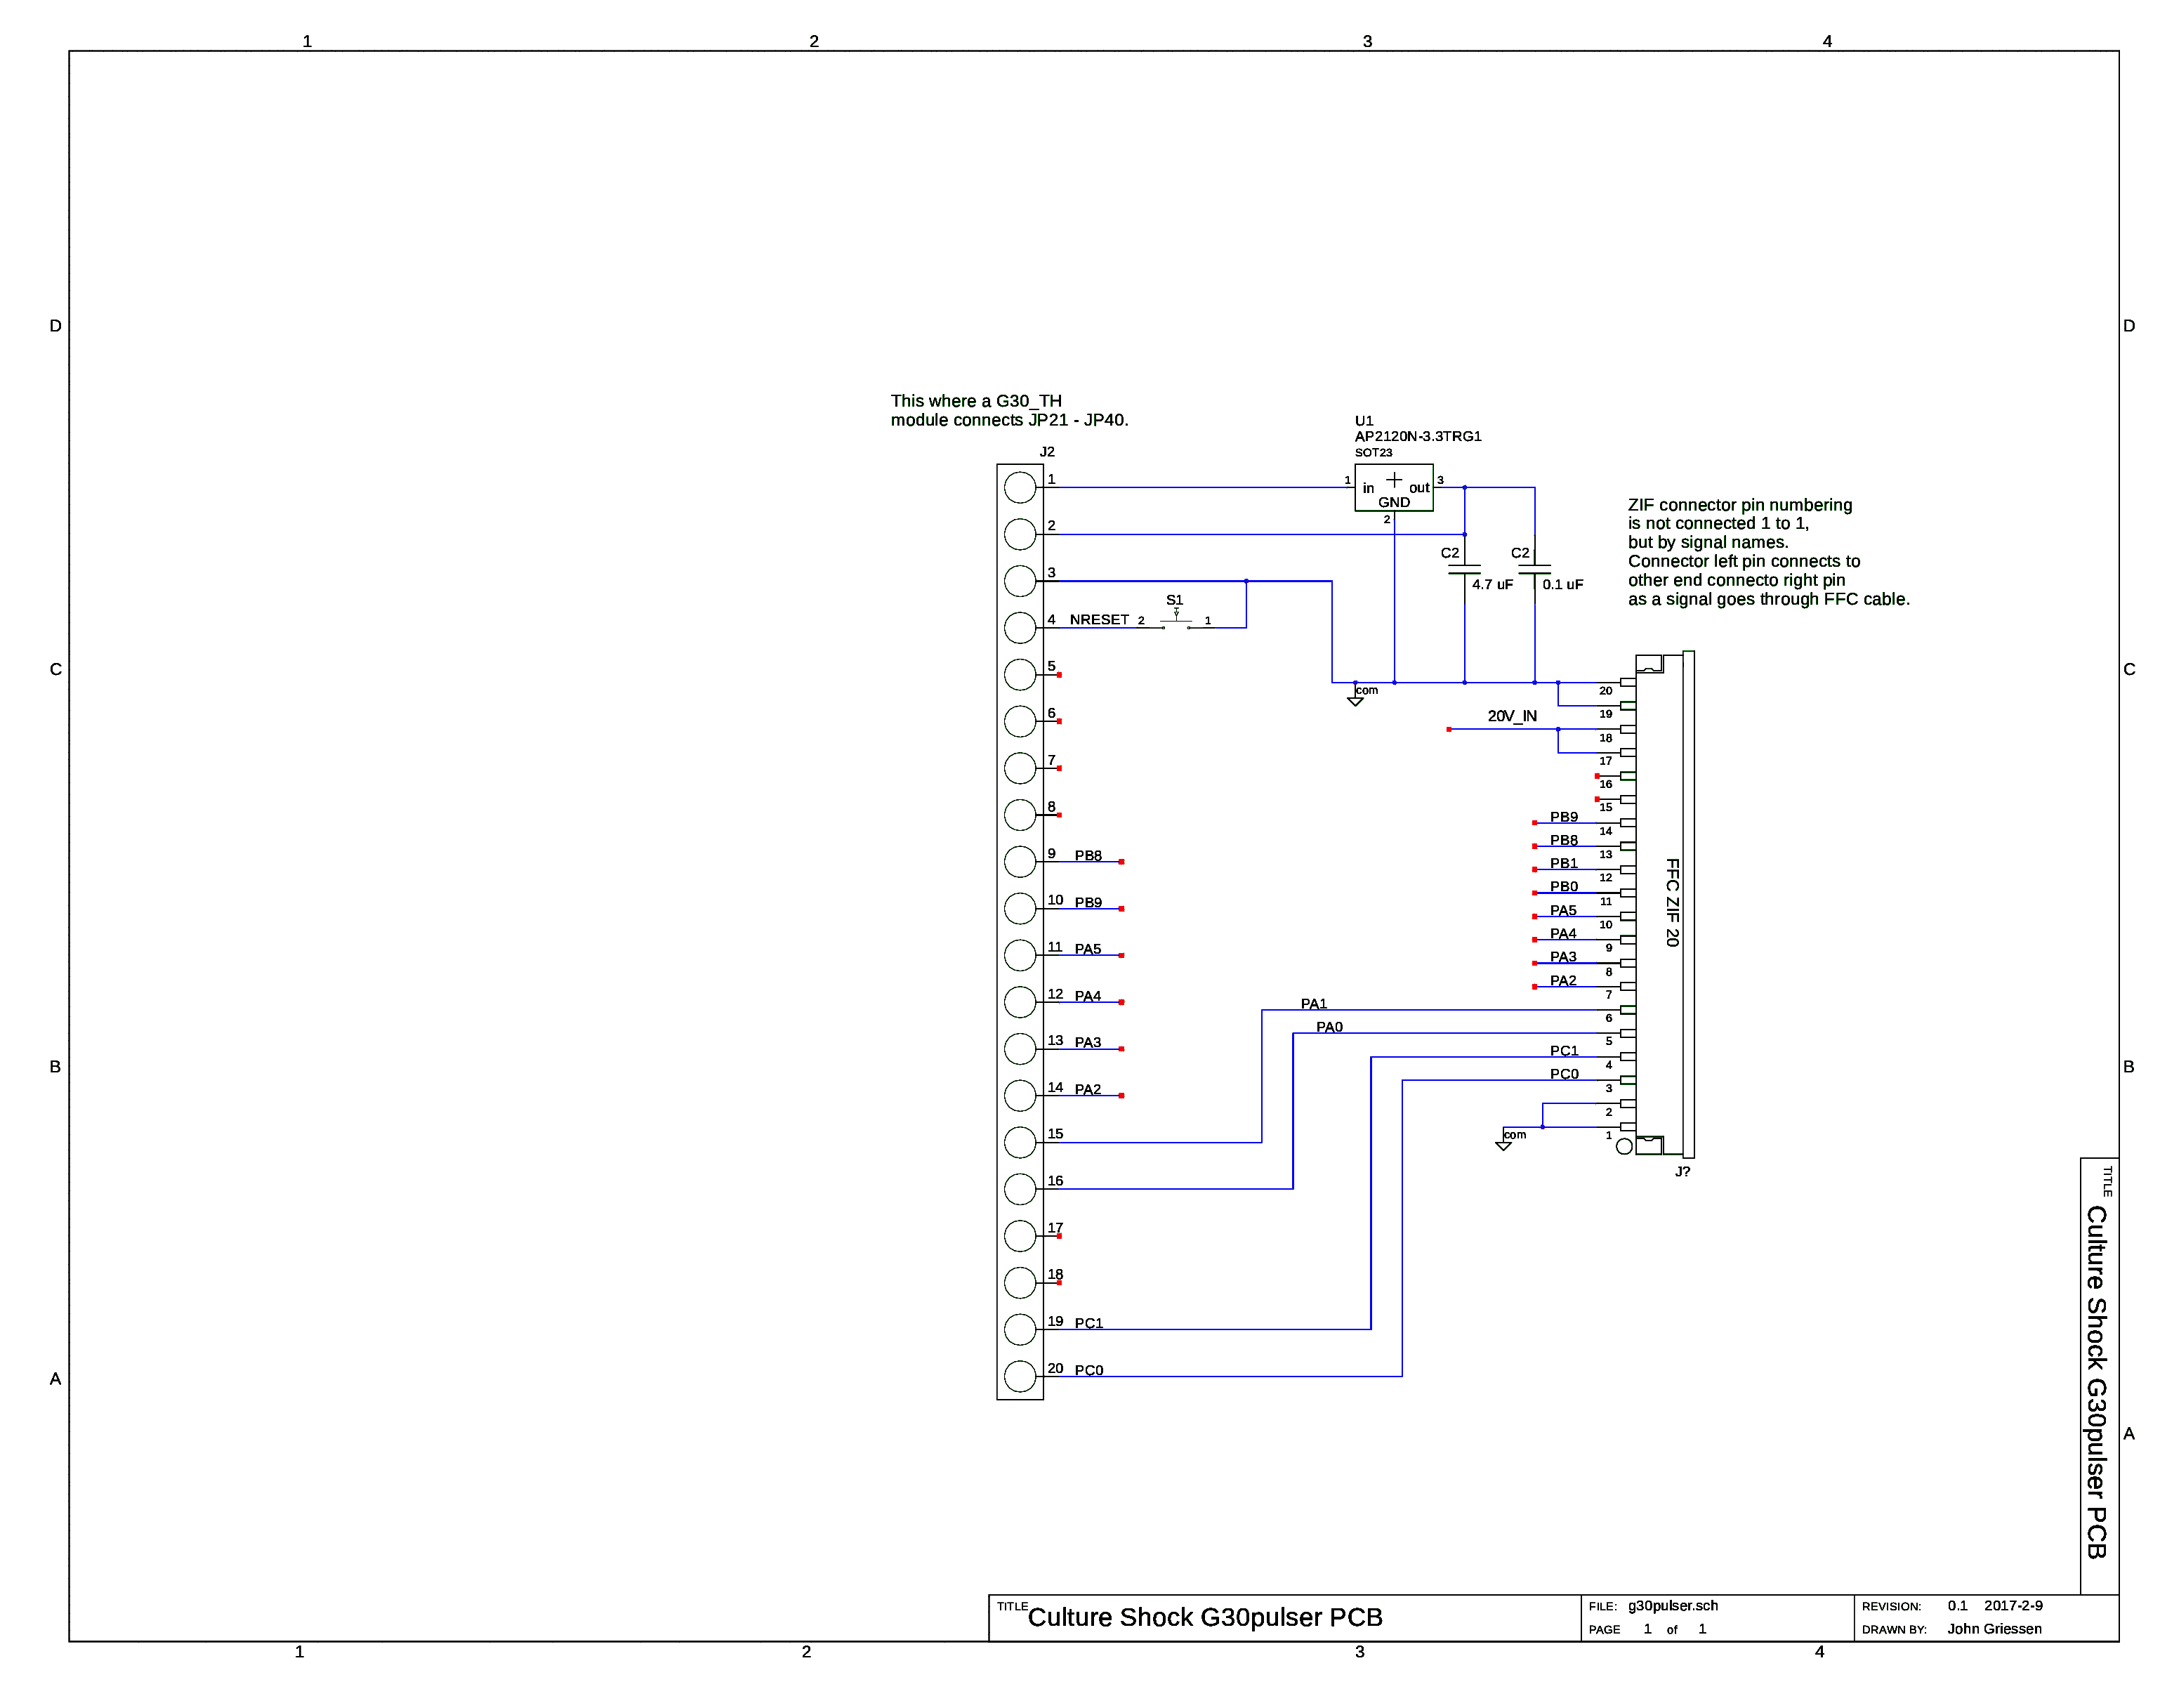 1 2 3 4
D D
This where a G30_TH
module connects JP21 - JP40.
J2
U1
AP2120N-3.3TRG1
SOT23
1 in out 3
GND
2
ZIF connector pin numbering
is not connected 1 to 1,
but by signal names.
Connector left pin connects to
other end connecto right pin
as a signal goes through FFC cable.
C2 4.7 uF
C2 0.1 uF
1
2
3
S1
4 NRESET 2 1
5
6
7
8
9 PB8
10 PB9
11 PA5
12 PA4
13 PA3
14 PA2
15
16
17
18
19 PC1
20 PC0
C C
com
20
19
20V_IN
18
17
16
15
PB9 14
PB8 13
PB1 12
PB0 11
PA5 10
PA4 9
PA3 8
PA2 7
PA1 6
PA0 5
PC1 4
PC0 3
2
com 1
FFC ZIF 20
J?
B B
A A
TITLE Culture Shock G30pulser PCB
TITLE Culture Shock G30pulser PCB
FILE: g30pulser.sch
PAGE 1 of 1
REVISION: 0.1 2017-2-9
DRAWN BY: John Griessen
1 2 3 4